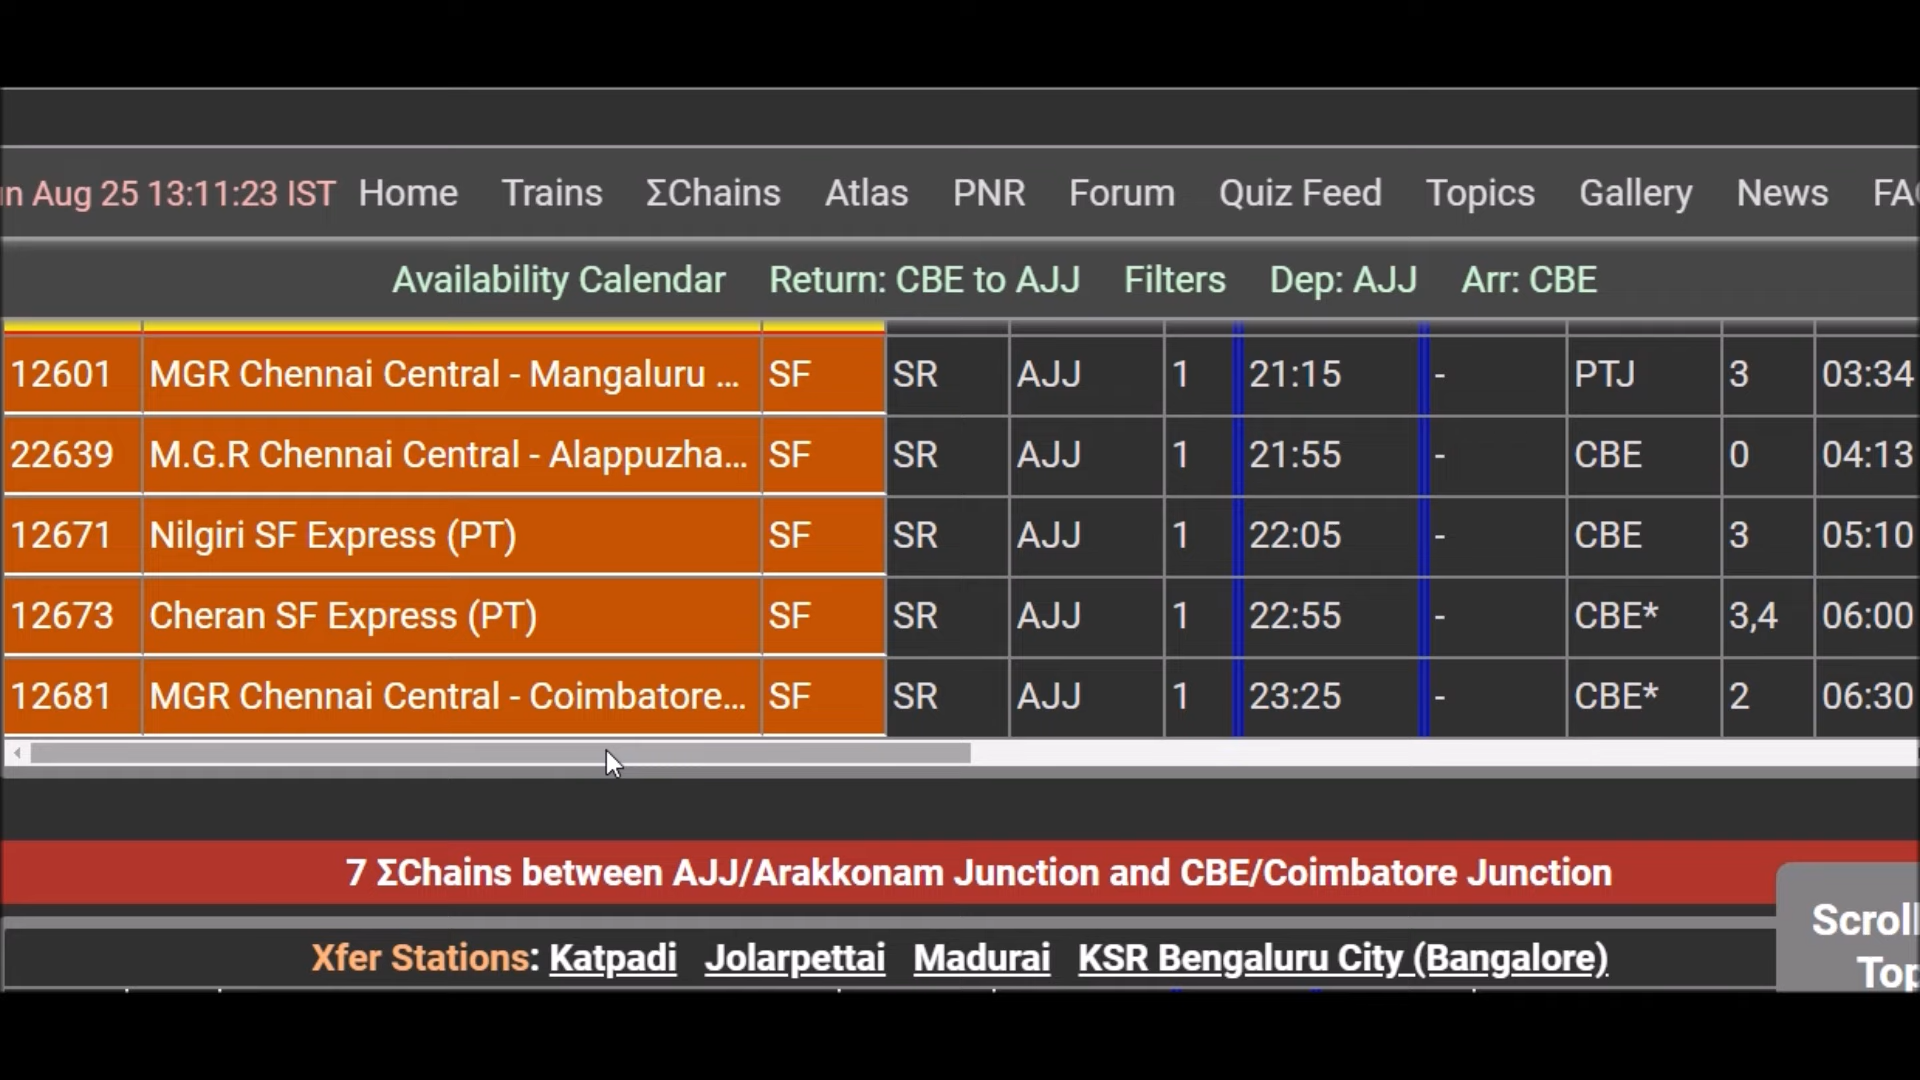 n Aug 25 13:11:23 IST Home Trains ΣChains Atlas PNR Forum Quiz Feed Topics Gallery News FA
Availability Calendar Return: CBE to AJJ Filters Dep: AJJ Arr: CBE
12601 MGR Chennai Central - Mangaluru ... SF SR AJJ 1 21:15 - PTJ 3 03:34
22639 M.G.R Chennai Central - Alappuzha... SF SR AJJ 1 21:55 - CBE 0 04:13
12671 Nilgiri SF Express (PT) SF SR AJJ 1 22:05 - CBE 3 05:10
12673 Cheran SF Express (PT) SF SR AJJ 1 22:55 - CBE* 3,4 06:00
12681 MGR Chennai Central - Coimbatore... SF SR AJJ 1 23:25 - CBE* 2 06:30
7 ΣChains between AJJ/Arakkonam Junction and CBE/Coimbatore Junction
Scroll
Top
Xfer Stations: Katpadi Jolarpettai Madurai KSR Bengaluru City (Bangalore)